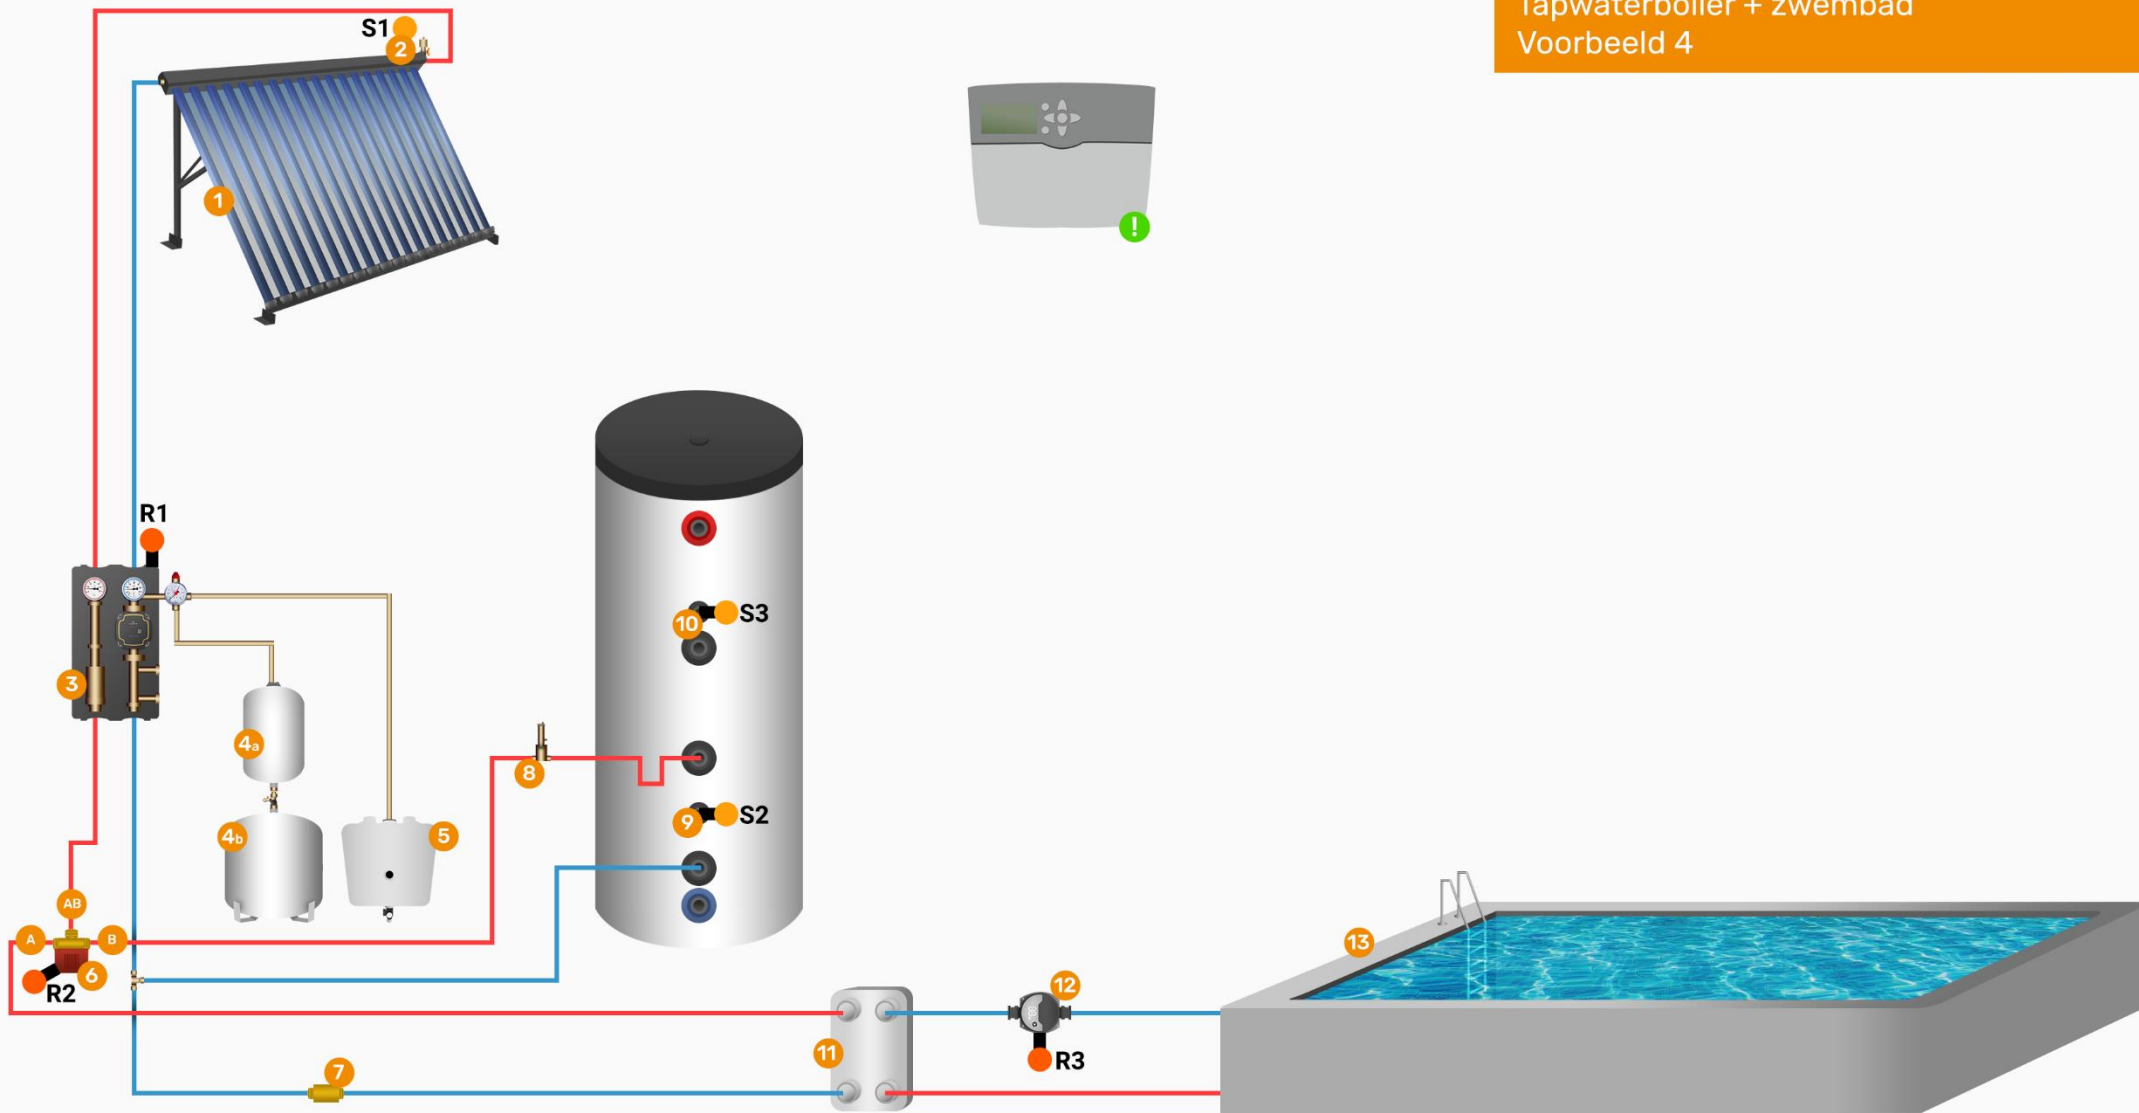 Tapwaterboiler + zwembad
Voorbeeld 4
S1
2
1
!
R1
3
10
S3
4a
8
9
S2
4b
5
AB
A
B
6
R2
13
12
11
R3
7